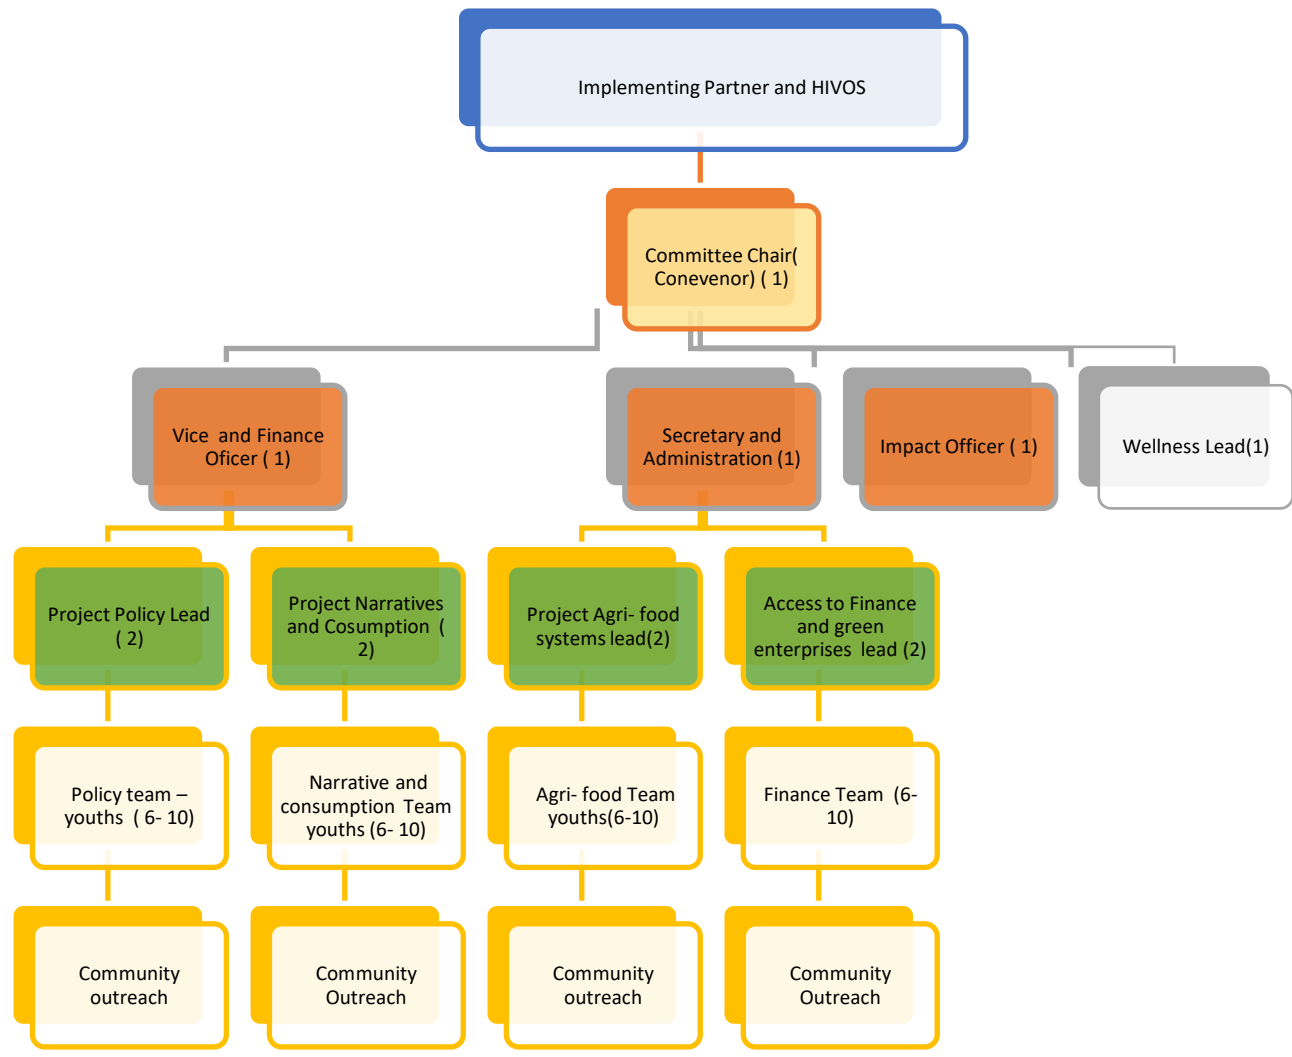 Implementing Partner and HIVOS
Committee Chair(
Conevenor) ( 1)
Vice and Finance
Oficer ( 1)
Secretary and
Administration (1)
Impact Officer ( 1)
Wellness Lead(1)
Project Policy Lead
( 2)
Project Narratives
and Cosumption (
2)
Project Agri- food
systems lead(2)
Access to Finance
and green
enterprises lead (2)
Policy team –
youths ( 6- 10)
Narrative and
consumption Team
youths (6- 10)
Agri- food Team
youths(6-10)
Finance Team (6-
10)
Community
outreach
Community
Outreach
Community
outreach
Community
Outreach